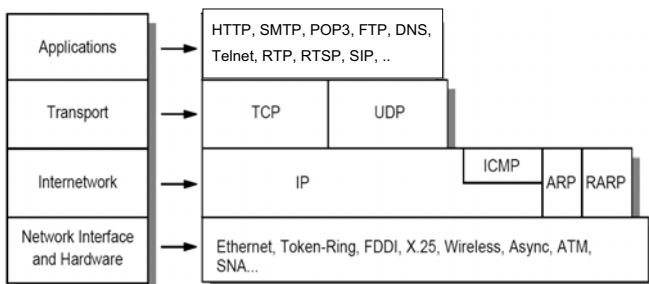 Applications
HTTP, SMTP, POP3, FTP, DNS,
Telnet, RTP, RTSP, SIP, ..
Transport
TCP
UDP
Internetwork
IP
ICMP
ARP
RARP
Network Interface
and Hardware
Ethernet, Token-Ring, FDDI, X.25, Wireless, Async, ATM,
SNA...